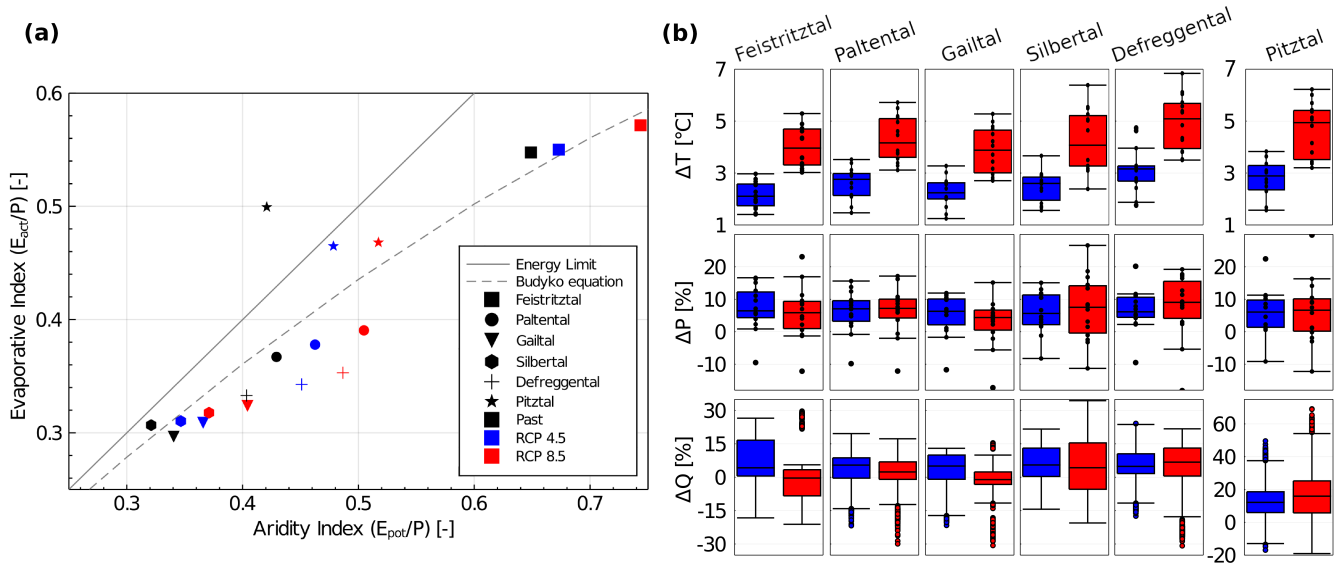 (a)
0.6
0.5
0.4
0.3
0.3
0.4
0.5
0.6
0.7
Evaporative Index (Eact/P) [-]
Aridity Index (Epot/P) [-]
Energy Limit
Budyko equation
Feistritztal
Paltental
Gailtal
Silbertal
Defreggental
Pitztal
Past
RCP 4.5
RCP 8.5
(b)
Feistritztal
Paltental
Gailtal
Silbertal
Defreggental
Pitztal
ΔT [°C]
7
5
3
1
7
5
3
1
ΔP [%]
20
10
0
-10
20
10
0
-10
ΔQ [%]
30
15
0
-15
-30
80
60
40
20
0
-20